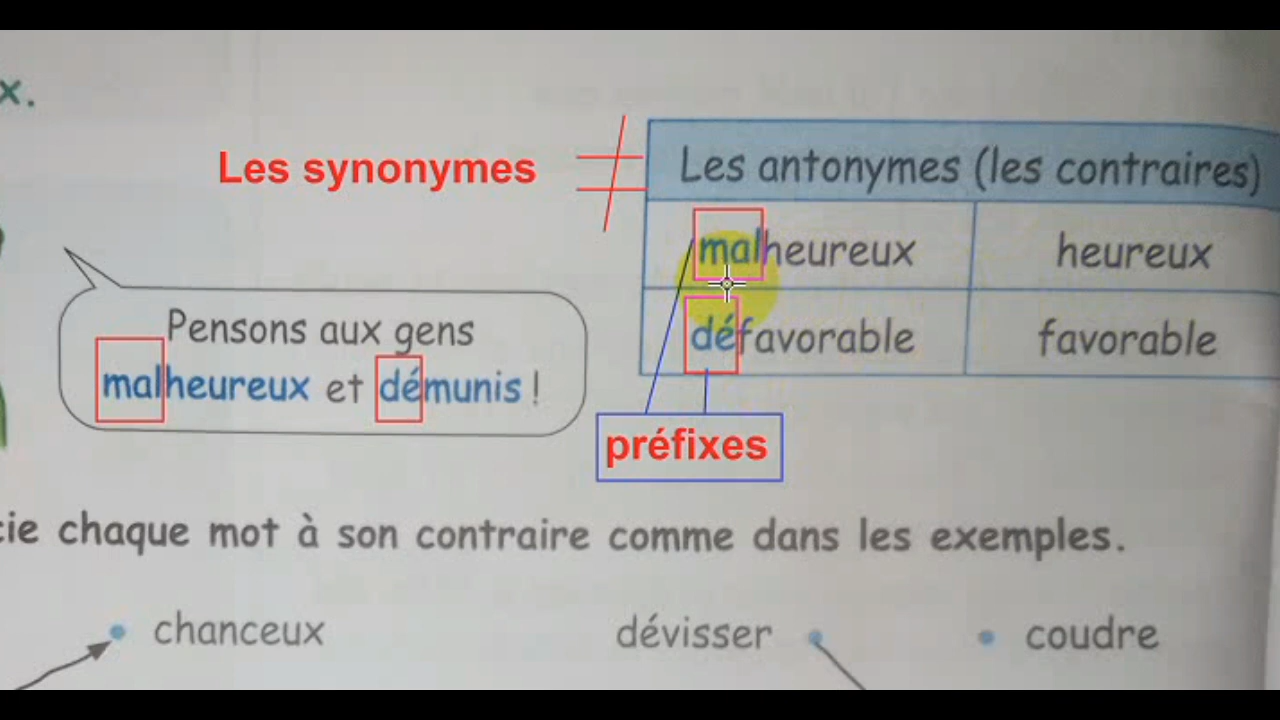 x.
Les synonymes
Les antonymes (les contraires)
malheureux heureux
défavorable favorable
Pensons aux gens
malheureux et démunis !
préfixes
cie chaque mot à son contraire comme dans les exemples.
chanceux dévisser coudre